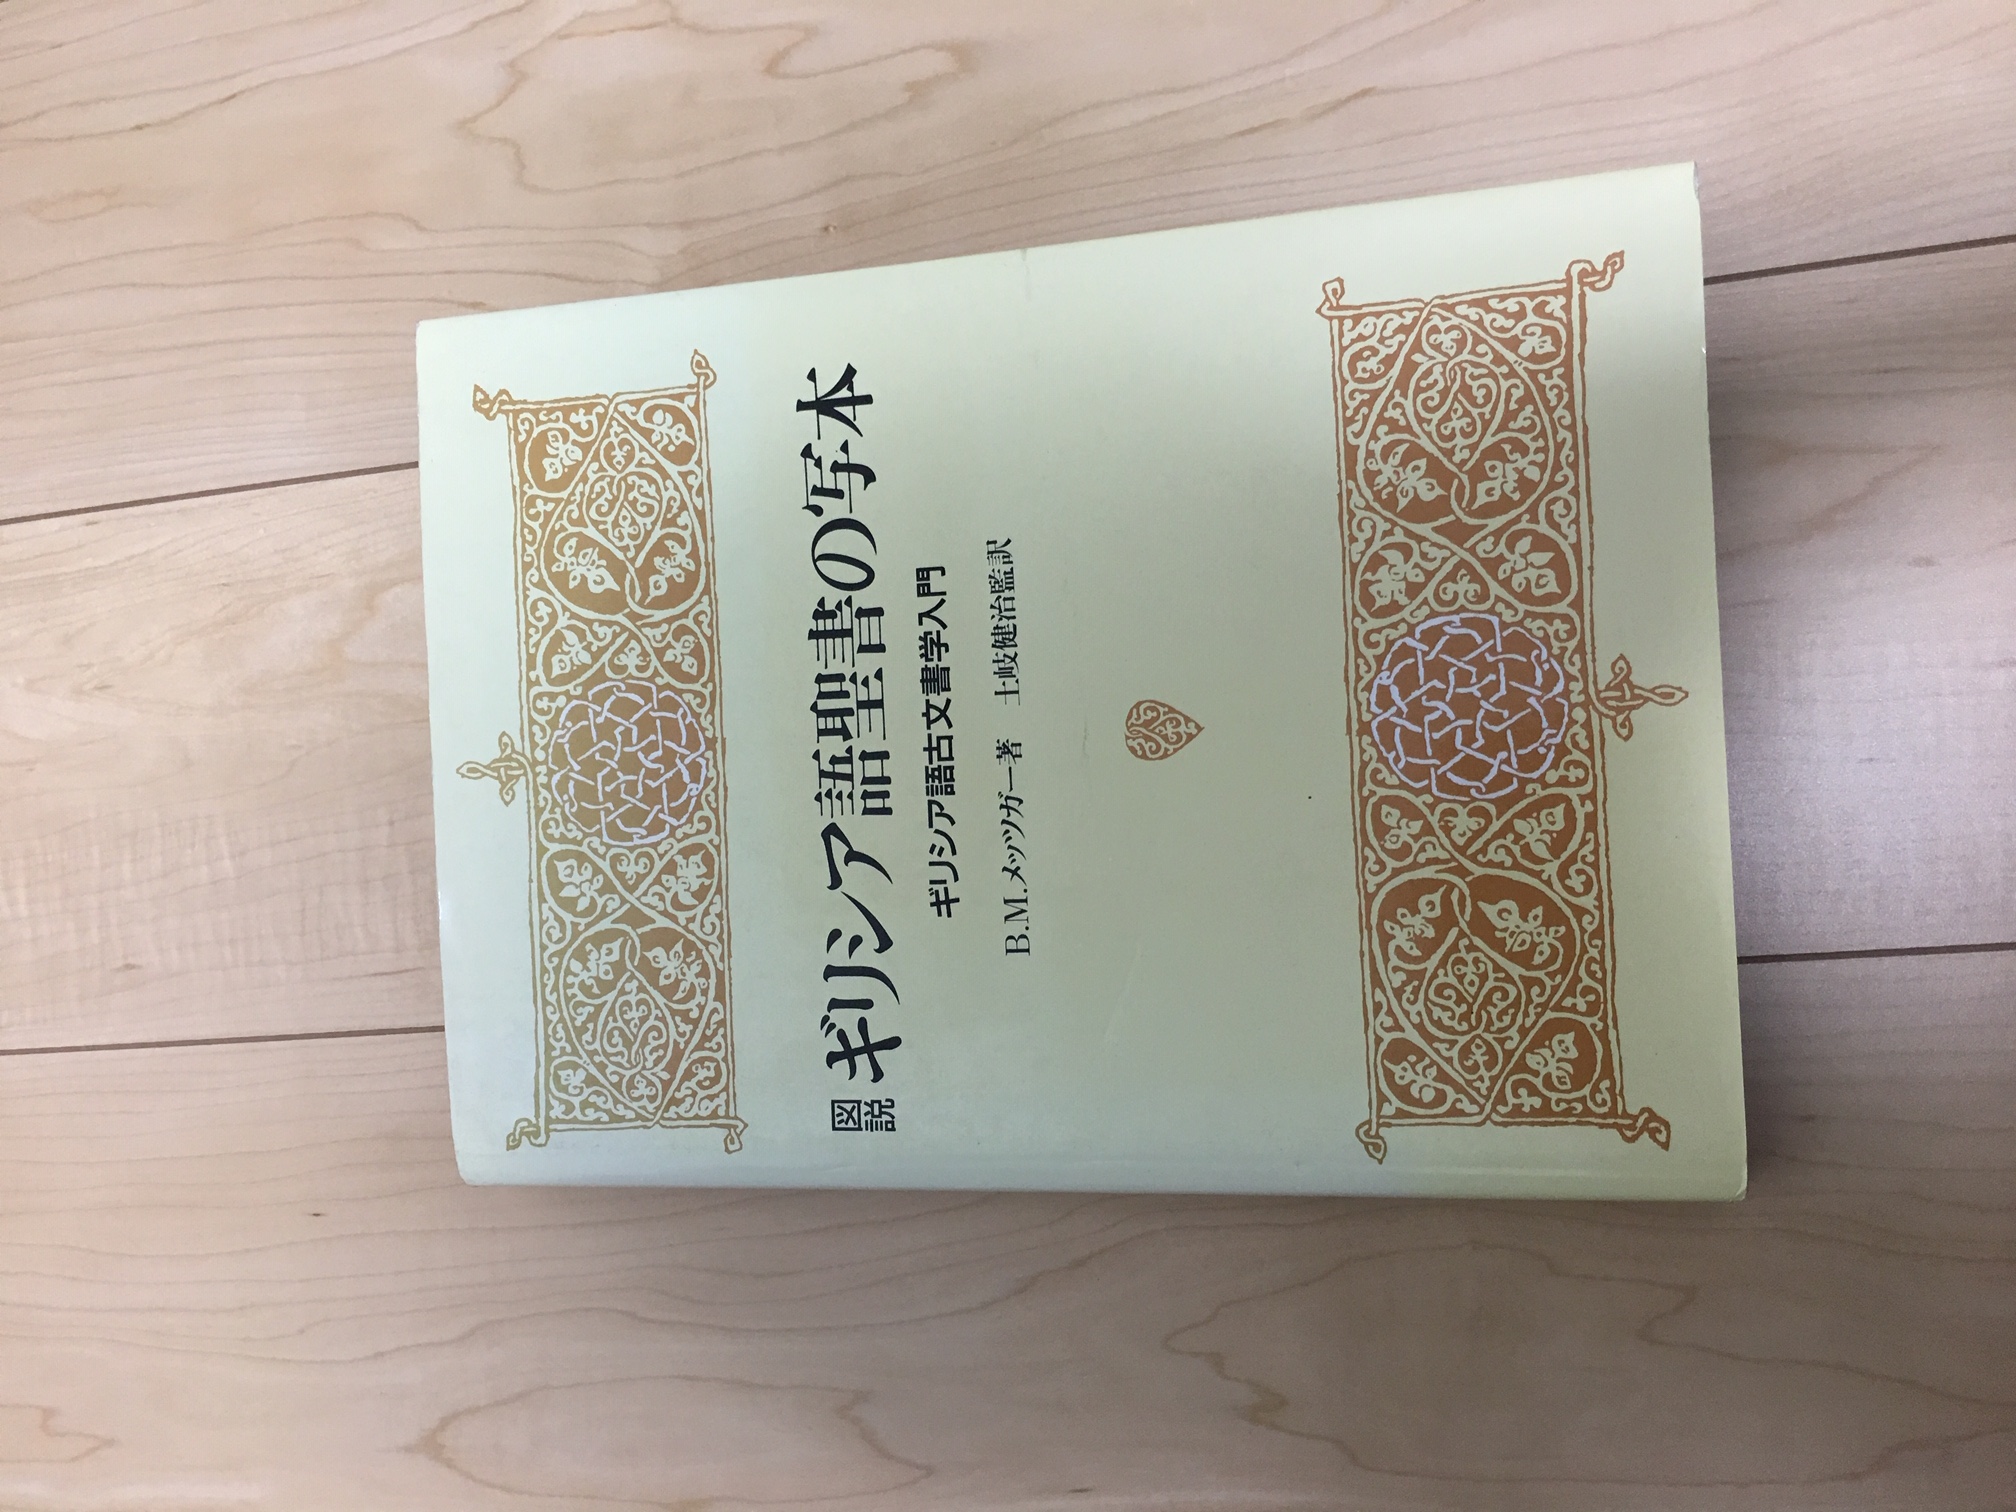 図説 ギリシア語聖書の写本
ギリシア語古文書学入門
B.M.メッツガー著 土岐健治監訳